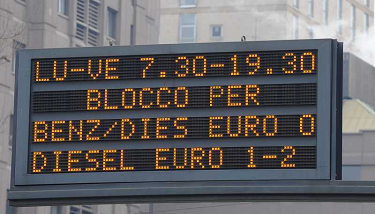 LU-VE 7.30-19.30
BLOCCO PER
BENZ/DIES EURO 0
DIESEL EURO 1-2